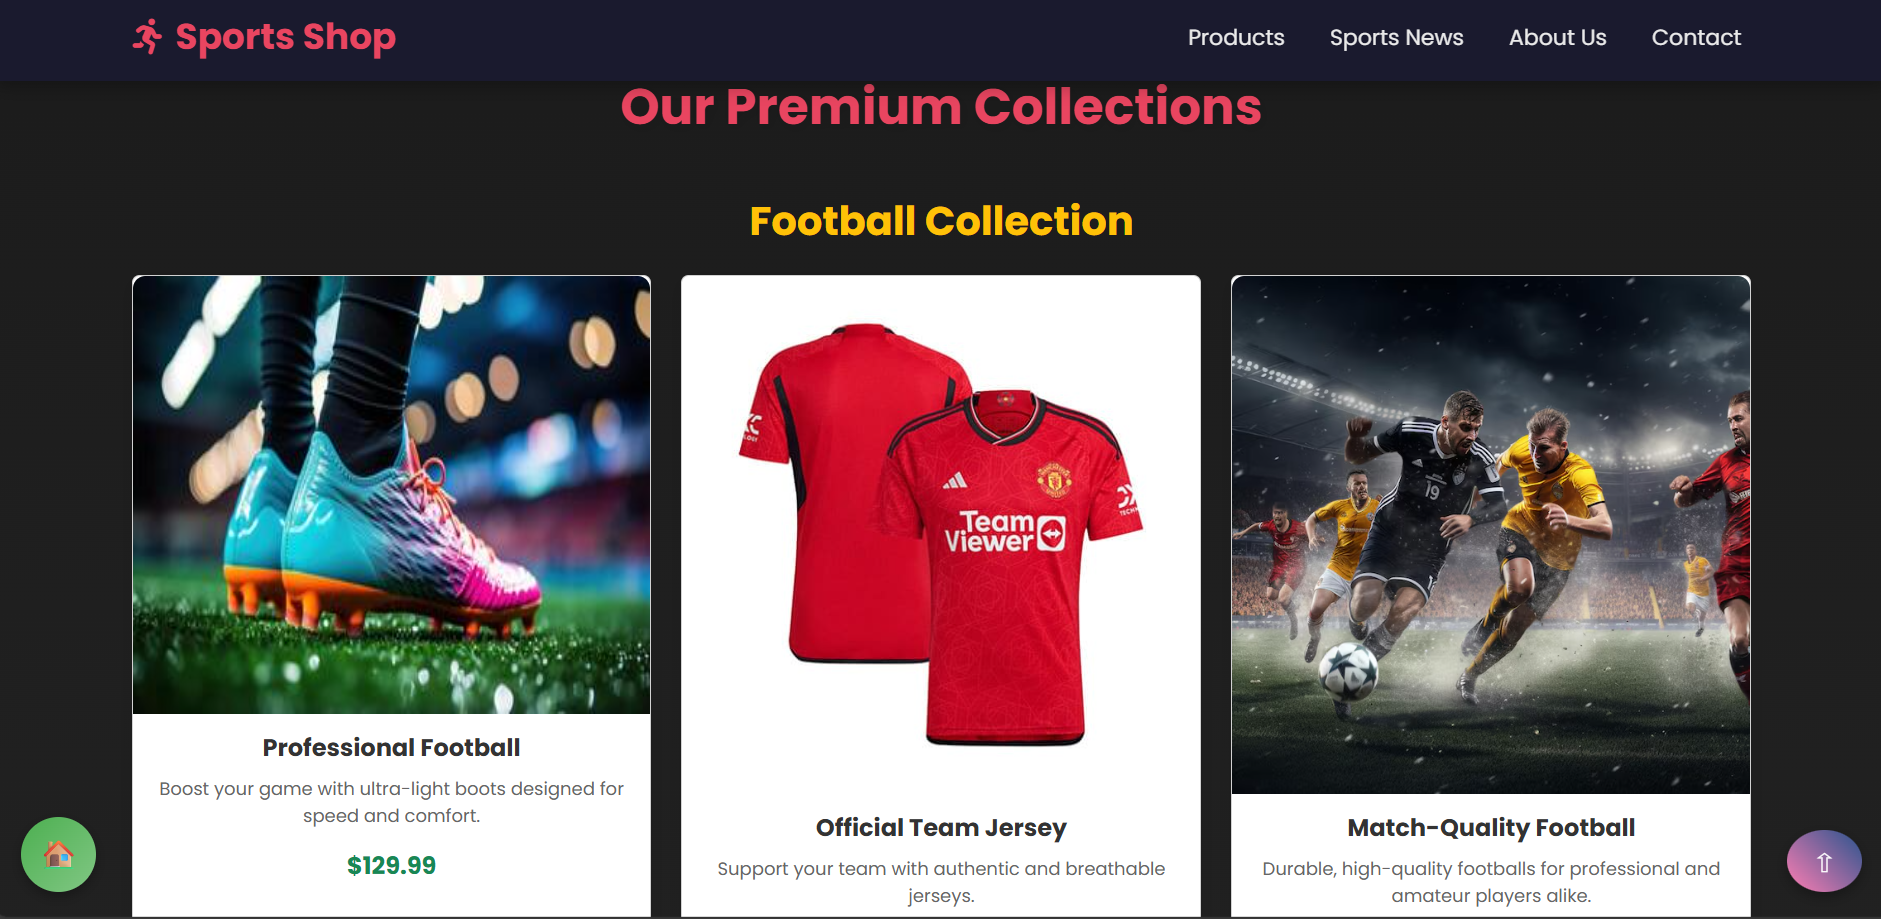 Sports Shop
Products
Sports News
About Us
Contact
Our Premium Collections
Football Collection
Team
Viewer
19
Professional Football
Boost your game with ultra-light boots designed for
speed and comfort.
$129.99
Official Team Jersey
Support your team with authentic and breathable
jerseys.
Match-Quality Football
Durable, high-quality footballs for professional and
amateur players alike.